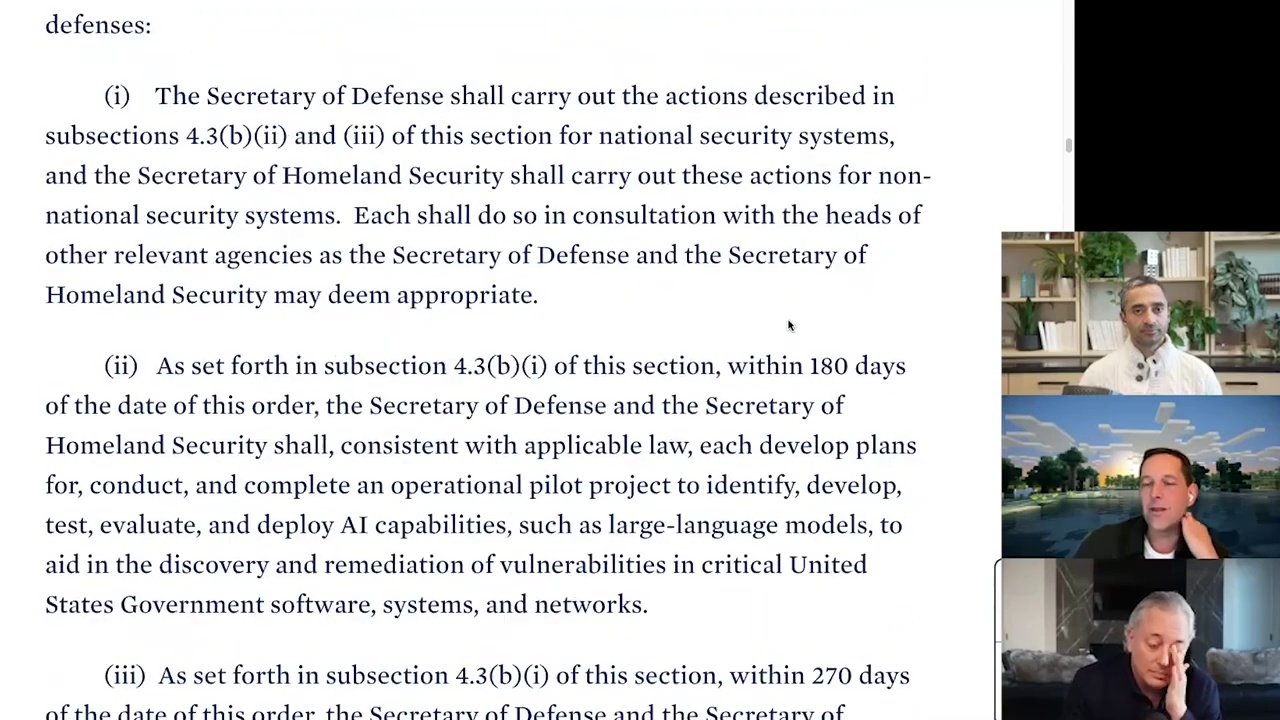 defenses:
(i) The Secretary of Defense shall carry out the actions described in
subsections 4.3(b)(ii) and (iii) of this section for national security systems,
and the Secretary of Homeland Security shall carry out these actions for non-
national security systems. Each shall do so in consultation with the heads of
other relevant agencies as the Secretary of Defense and the Secretary of
Homeland Security may deem appropriate.
(ii) As set forth in subsection 4.3(b)(i) of this section, within 180 days
of the date of this order, the Secretary of Defense and the Secretary of
Homeland Security shall, consistent with applicable law, each develop plans
for, conduct, and complete an operational pilot project to identify, develop,
test, evaluate, and deploy AI capabilities, such as large-language models, to
aid in the discovery and remediation of vulnerabilities in critical United
States Government software, systems, and networks.
(iii) As set forth in subsection 4.3(b)(i) of this section, within 270 days
of the date of this order, the Secretary of Defense and the Secretary of